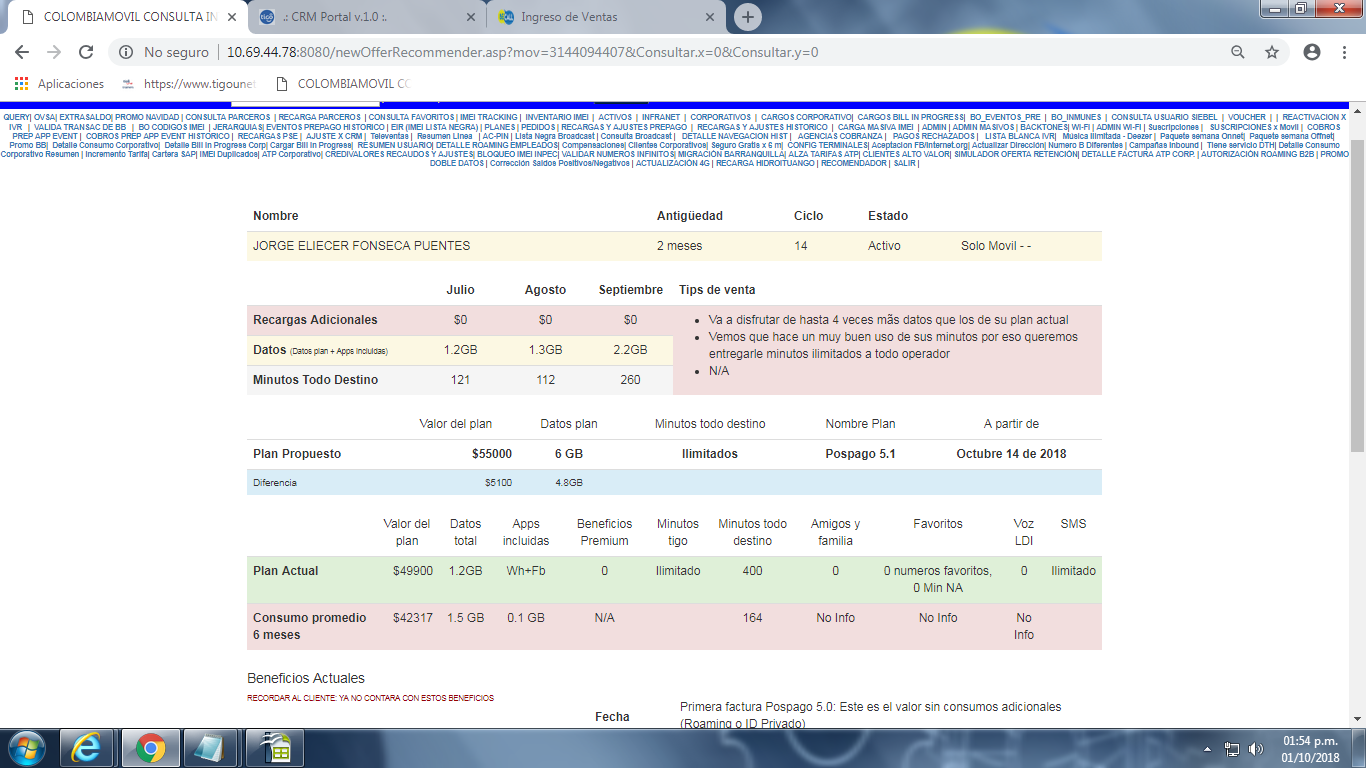 COLOMBIAMOVIL CONSULTA IN
.: CRM Portal v.1.0 :.
Ingreso de Ventas
No seguro
10.69.44.78:8080/newOfferRecommender.asp?mov=3144094407&Consultar.x=0&Consultar.y=0
Aplicaciones
https://www.tigoune
COLOMBIAMOVIL CO
QUERY| OVSA| EXTRASALDO| PROMO NAVIDAD | CONSULTA PARCEROS | RECARGA PARCEROS | CONSULTA FAVORITOS | IMEI TRACKING | INVENTARIO IMEI | ACTIVOS | INFRANET | CORPORATIVOS | CARGOS CORPORATIVO| CARGOS BILL IN PROGRESS| BO_EVENTOS_PRE | BO_INMUNES | CONSULTA USUARIO SIEBEL | VOUCHER | | REACTIVACION X
IVR | VALIDA TRANSAC DE BB | BO CODIGOS IMEI | JERARQUIAS| EVENTOS PREPAGO HISTORICO | EIR (IMEI LISTA NEGRA) | PLANES | PEDIDOS | RECARGAS Y AJUSTES PREPAGO | RECARGAS Y AJUSTES HISTORICO | CARGA MASIVA IMEI | ADMIN | ADMIN MASIVOS | BACKTONES| WI-FI | ADMIN WI-FI | Suscripciones | SUSCRIPCIONES x Movil | COBROS
PREP APP EVENT | COBROS PREP APP EVENT HISTORICO | RECARGAS PSE | AJUSTE X CRM | Televentas | Resumen Linea | AC-PIN | Lista Negra Broadcast | Consulta Broadcast | DETALLE NAVEGACION HIST | AGENCIAS COBRANZA | PAGOS RECHAZADOS | LISTA BLANCA IVR| Música Ilimitada - Deezer | Paquete semana Onnet| Paquete semana Offnet|
Promo BB| Detalle Consumo Corporativo| Detalle Bill In Progress Corp| Cargar Bill In Progress| RESUMEN USUARIO| DETALLE ROAMING EMPLEADOS| Compensaciones| Clientes Corporativos| Seguro Gratis x 6 m| CONFIG TERMINALES| Aceptacion FB/Internet.org| Actualizar Dirección| Numero B Diferentes | Campañas Inbound | Tiene servicio DTH| Detalle Consumo
Corporativo Resumen | Incremento Tarifa| Cartera SAP| IMEI Duplicados| ATP Corporativo| CREDIVALORES RECAUDOS Y AJUSTES| BLOQUEO IMEI INPEC| VALIDAR NUMEROS INFINITOS| MIGRACIÓN BARRANQUILLA| ALZA TARIFAS ATP| CLIENTES ALTO VALOR| SIMULADOR OFERTA RETENCION| DETALLE FACTURA ATP CORP. | AUTORIZACIÓN ROAMING B2B | PROMO
DOBLE DATOS | Corrección Saldos Positivos/Negativos | ACTUALIZACIÓN 4G | RECARGA HIDROITUANGO | RECOMENDADOR | SALIR |
Nombre Antigüedad Ciclo Estado
JORGE ELIECER FONSECA PUENTES 2 meses 14 Activo Solo Movil - -
Julio Agosto Septiembre Tips de venta
Recargas Adicionales $0 $0 $0
Datos (Datos plan + Apps Incluidas) 1.2GB 1.3GB 2.2GB
Minutos Todo Destino 121 112 260
• Va a disfrutar de hasta 4 veces mãs datos que los de su plan actual
• Vemos que hace un muy buen uso de sus minutos por eso queremos
entregarle minutos ilimitados a todo operador
• N/A
Valor del plan Datos plan Minutos todo destino Nombre Plan A partir de
Plan Propuesto $55000 6 GB Ilimitados Pospago 5.1 Octubre 14 de 2018
Diferencia $5100 4.8GB
Valor del Datos Apps Beneficios Minutos Minutos todo Amigos y Favoritos Voz SMS
plan total incluidas Premium tigo destino familia LDI
Plan Actual $49900 1.2GB Wh+Fb 0 Ilimitado 400 0 0 numeros favoritos, 0 Ilimitado
0 Min NA
Consumo promedio $42317 1.5 GB 0.1 GB N/A 164 No Info No Info No
6 meses Info
Beneficios Actuales
RECORDAR AL CLIENTE: YA NO CONTARA CON ESTOS BENEFICIOS
Fecha
Primera factura Pospago 5.0: Este es el valor sin consumos adicionales
(Roaming o ID Privado)
01:54 p.m.
01/10/2018